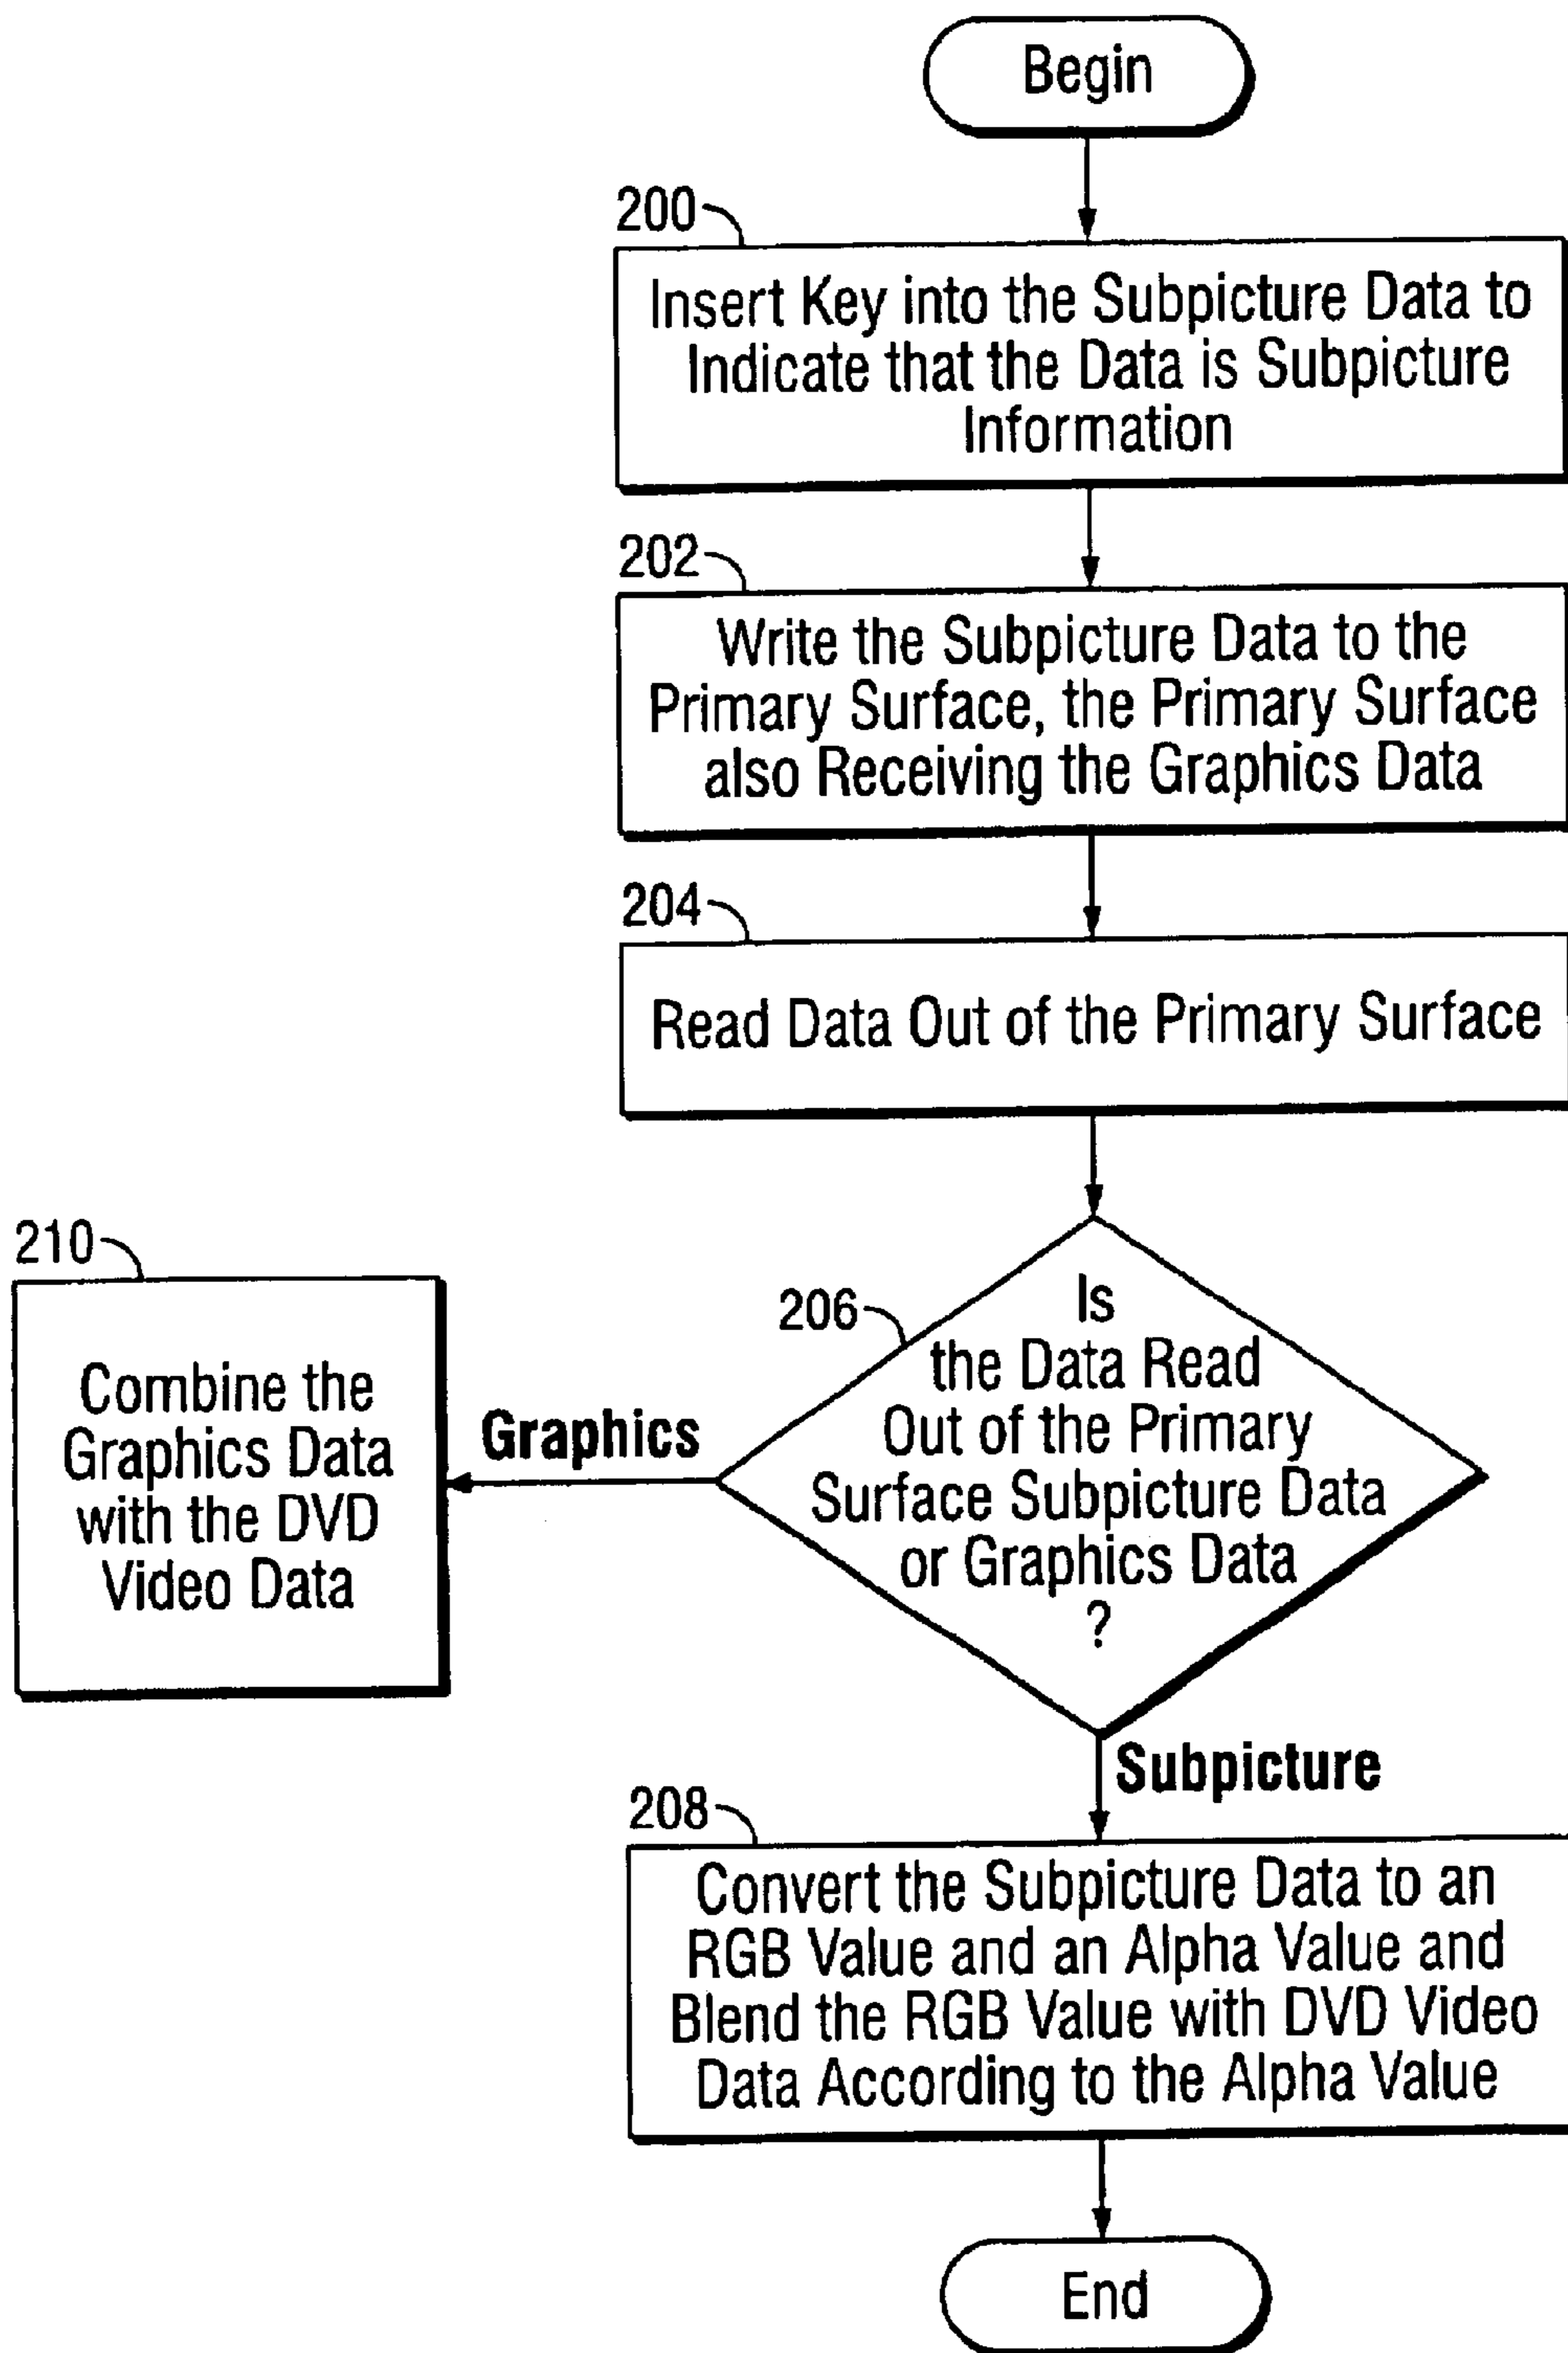 Begin
200
Insert Key into the Subpicture Data to
Indicate that the Data is Subpicture
Information
202
Write the Subpicture Data to the
Primary Surface, the Primary Surface
also Receiving the Graphics Data
204
Read Data Out of the Primary Surface
206
Is
the Data Read
Out of the Primary
Surface Subpicture Data
or Graphics Data
?
Graphics
210
Combine the
Graphics Data
with the DVD
Video Data
Subpicture
208
Convert the Subpicture Data to an
RGB Value and an Alpha Value and
Blend the RGB Value with DVD Video
Data According to the Alpha Value
End